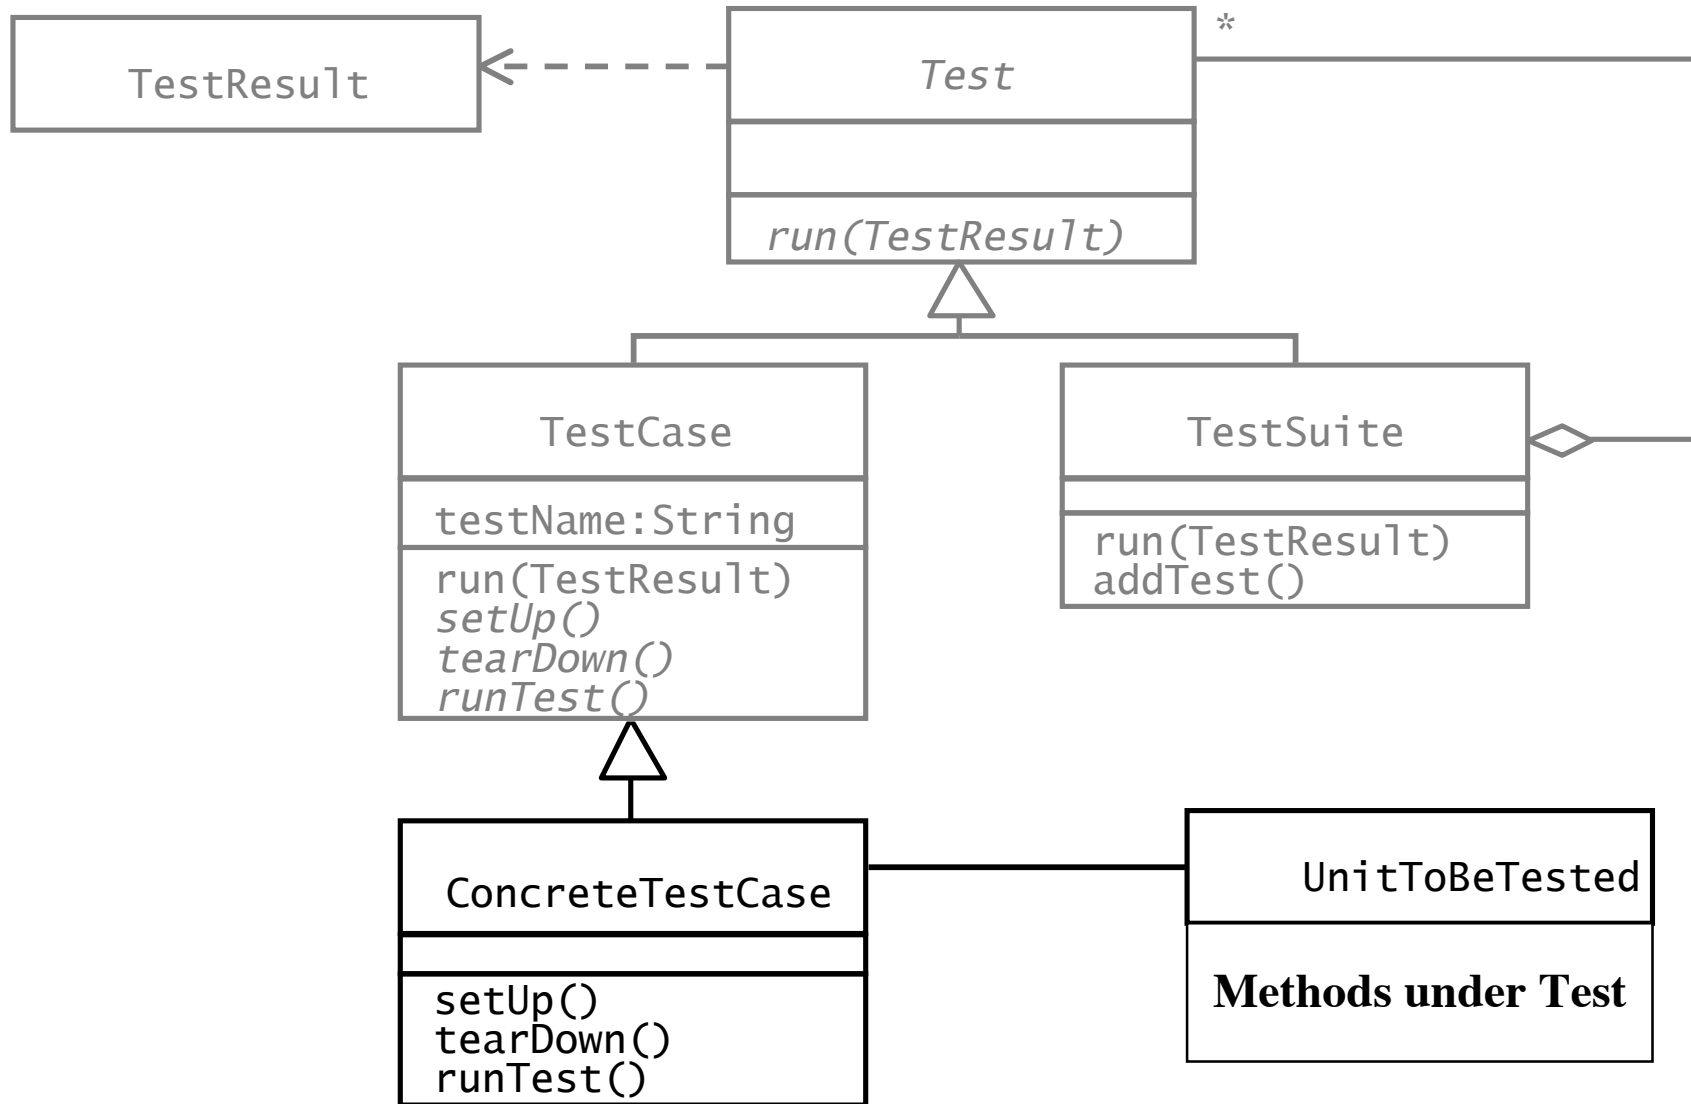 TestResult
Test
*
run(TestResult)
TestCase
testName:String
run(TestResult)
setUp()
tearDown()
runTest()
TestSuite
run(TestResult)
addTest()
ConcreteTestCase
setUp()
tearDown()
runTest()
UnitToBeTested
Methods under Test